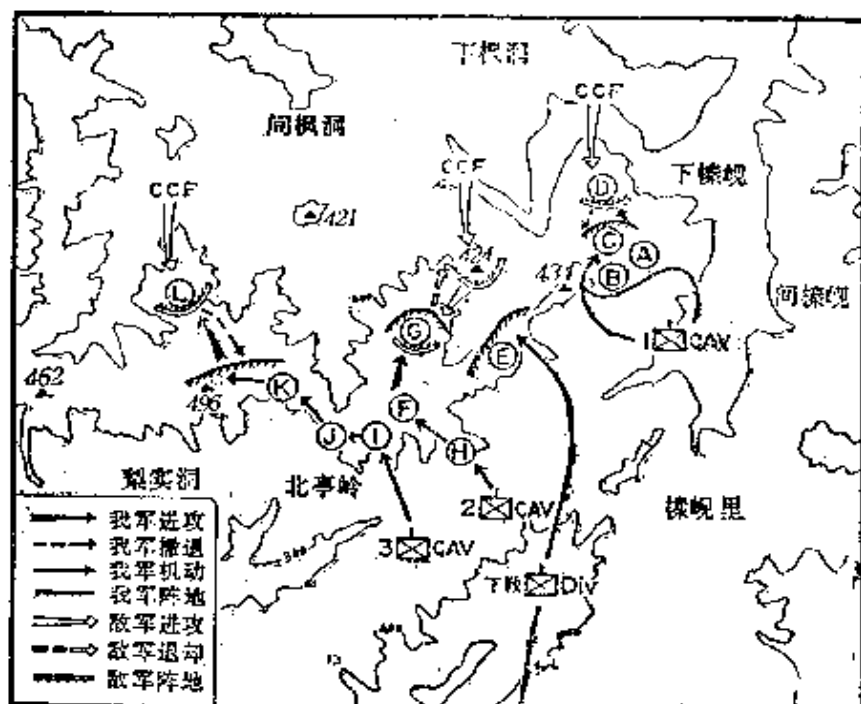 下枫洞
CCF
间枫洞
下榛岘
CCF
CCF
D
421
424
C
A
431
B
间榛岘
L
G
1
CAV
E
462
K
496
F
J
I
H
梨实洞
北亭岭
2
CAV
榛岘里
3
CAV
Div
我军进攻
我军撤退
我军机动
我军阵地
敌军进攻
敌军退却
敌军阵地